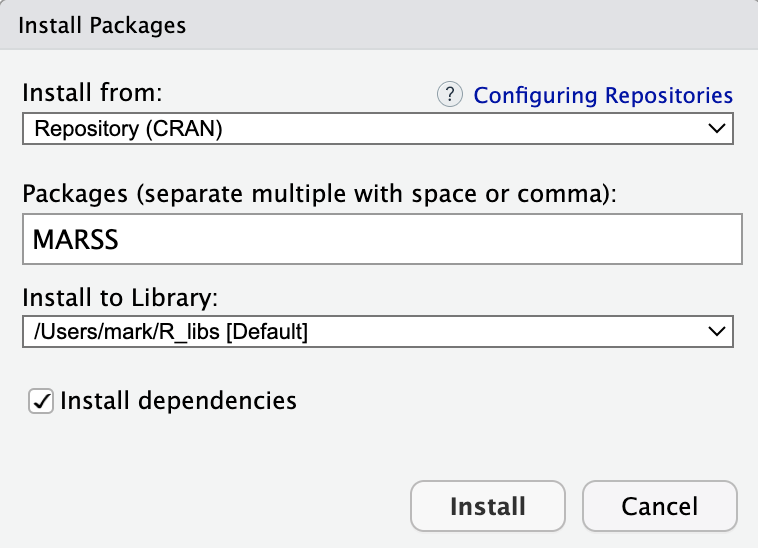 Install Packages
Install from:
? Configuring Repositories
Repository (CRAN)
Packages (separate multiple with space or comma):
MARSS
Install to Library:
/Users/mark/R_libs [Default]
Install dependencies
Install
Cancel